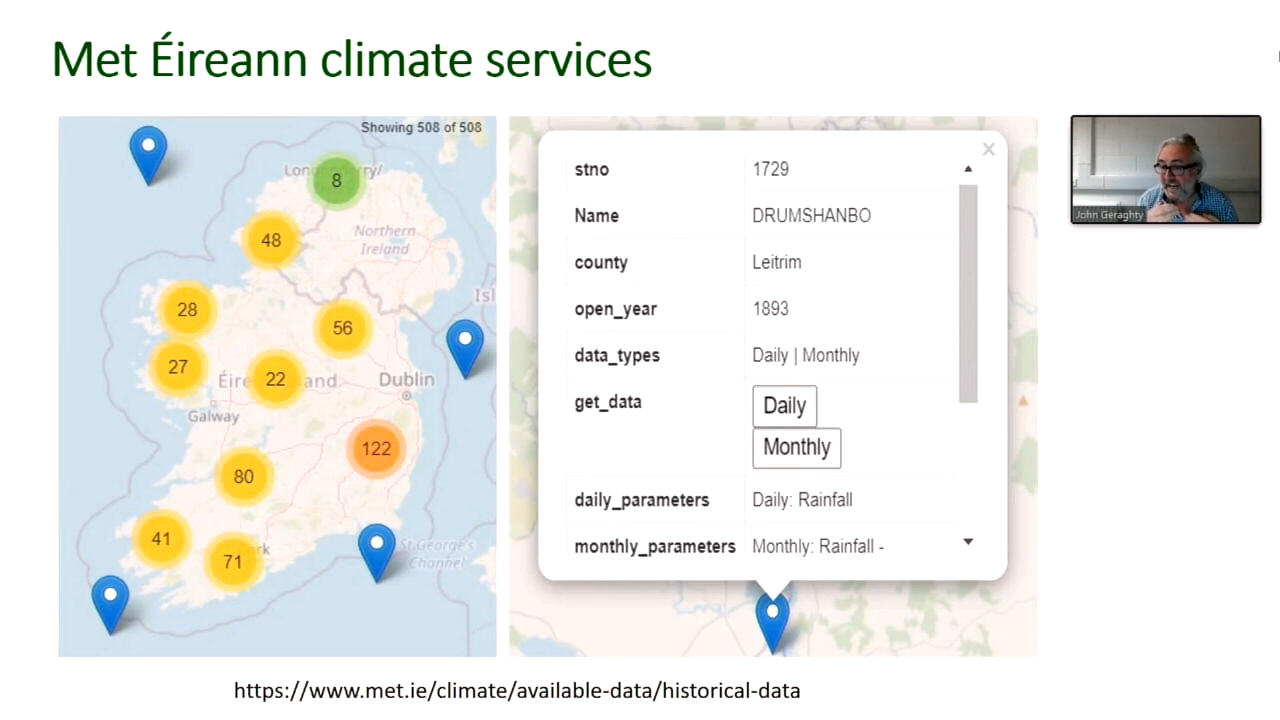 Met Éireann climate services
Showing 508 of 508
8
48
Northern
Ireland
28
56
27
22
Dublin
Galway
122
80
41
71
St George's
Channel
stno 1729
Name DRUMSHANBO
county Leitrim
open_year 1893
data_types Daily | Monthly
get_data Daily
Monthly
daily_parameters Daily: Rainfall
monthly_parameters Monthly: Rainfall -
John Geraghty
https://www.met.ie/climate/available-data/historical-data